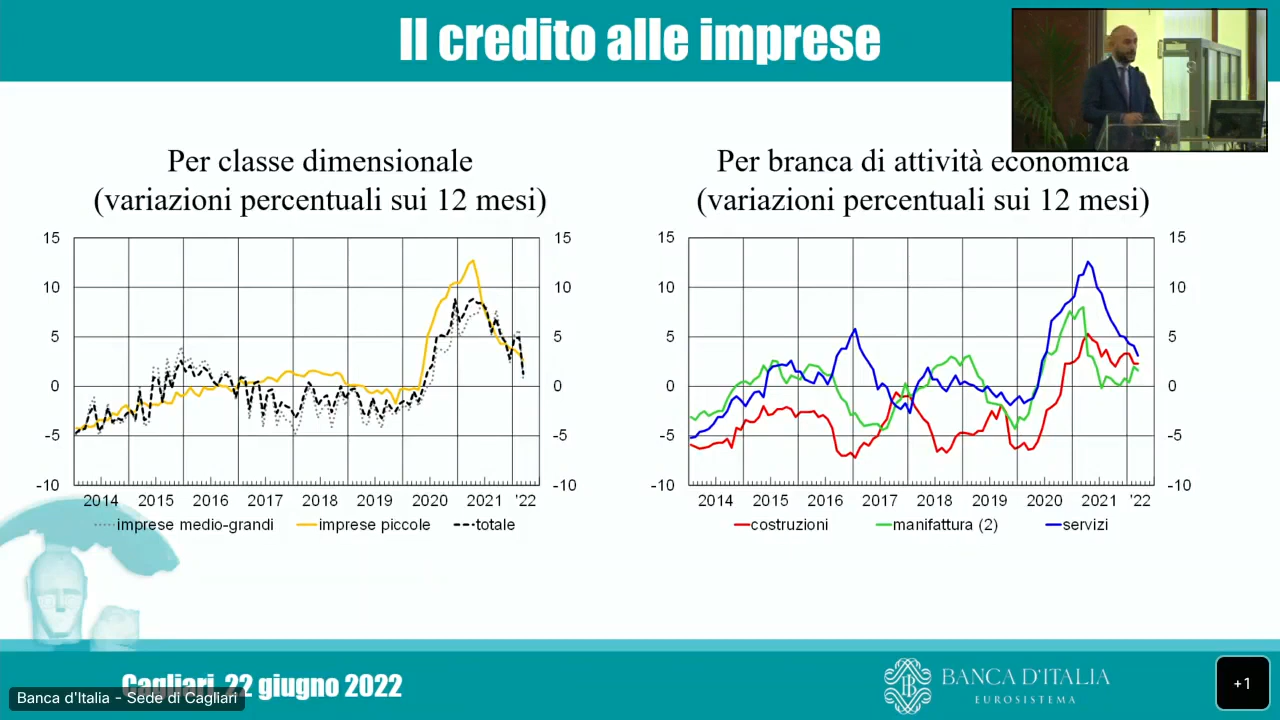 Il credito alle imprese
Per classe dimensionale
(variazioni percentuali sui 12 mesi)
15 15
10 10
5 5
0 0
-5 -5
-10 -10
2014 2015 2016 2017 2018 2019 2020 2021 '22
imprese medio-grandi imprese piccole totale
Per branca di attività economica
(variazioni percentuali sui 12 mesi)
15 15
10 10
5 5
0 0
-5 -5
-10 -10
2014 2015 2016 2017 2018 2019 2020 2021 '22
costruzioni manifattura (2) servizi
Cagliari, 22 giugno 2022
Banca d'Italia - Sede di Cagliari
BANCA D'ITALIA
EUROSISTEMA
+1